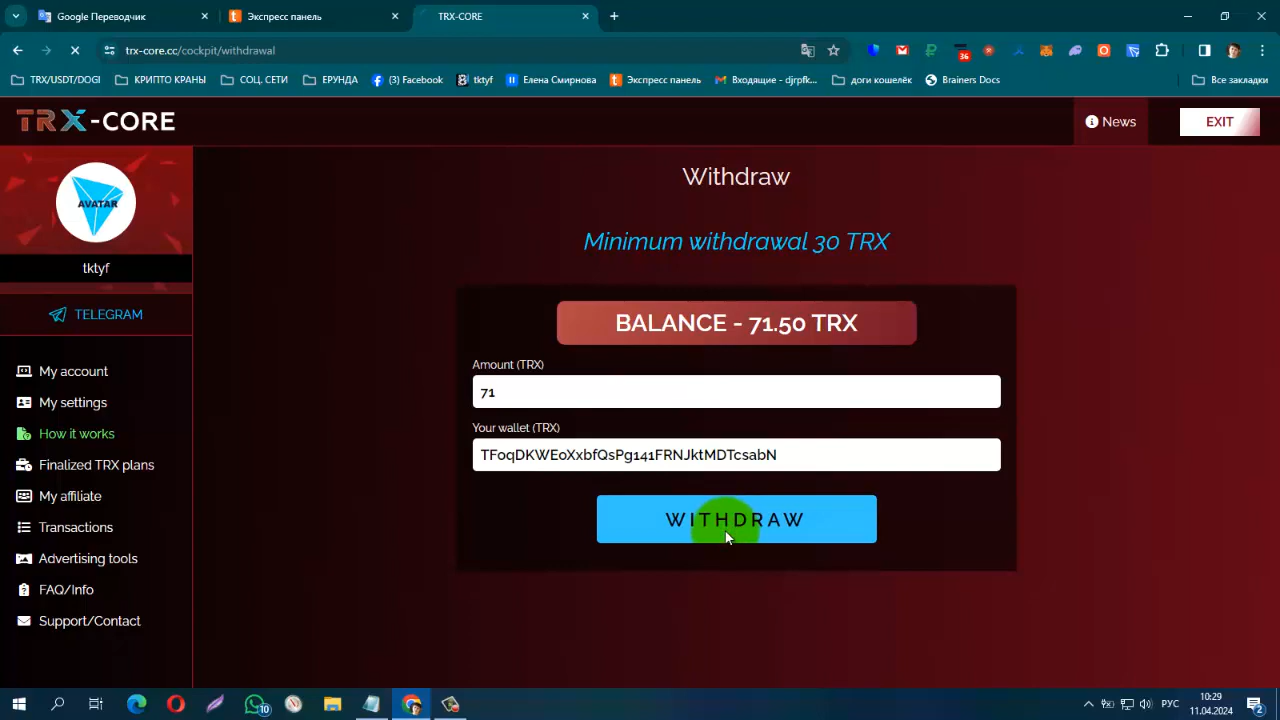 Google Переводчик
Экспресс панель
TRX-CORE
trx-core.cc/cockpit/withdrawal
36
TRX/USDT/DOGI
КРИПТО КРАНЫ
СОЦ. СЕТИ
ЕРУНДА
(3) Facebook
tktyf
Елена Смирнова
Экспресс панель
Входящие - djrpfk...
доги кошелёк
Brainers Docs
Все закладки
TRX-CORE
News
EXIT
AVATAR
tktyf
TELEGRAM
My account
My settings
How it works
Finalized TRX plans
My affiliate
Transactions
Advertising tools
FAQ/Info
Support/Contact
Withdraw
Minimum withdrawal 30 TRX
BALANCE - 71.50 TRX
Amount (TRX)
71
Your wallet (TRX)
TFoqDKWEoXxbfQsPg141FRNJktMDTcsabN
WITHDRAW
10
РУС
10:29
11.04.2024
2